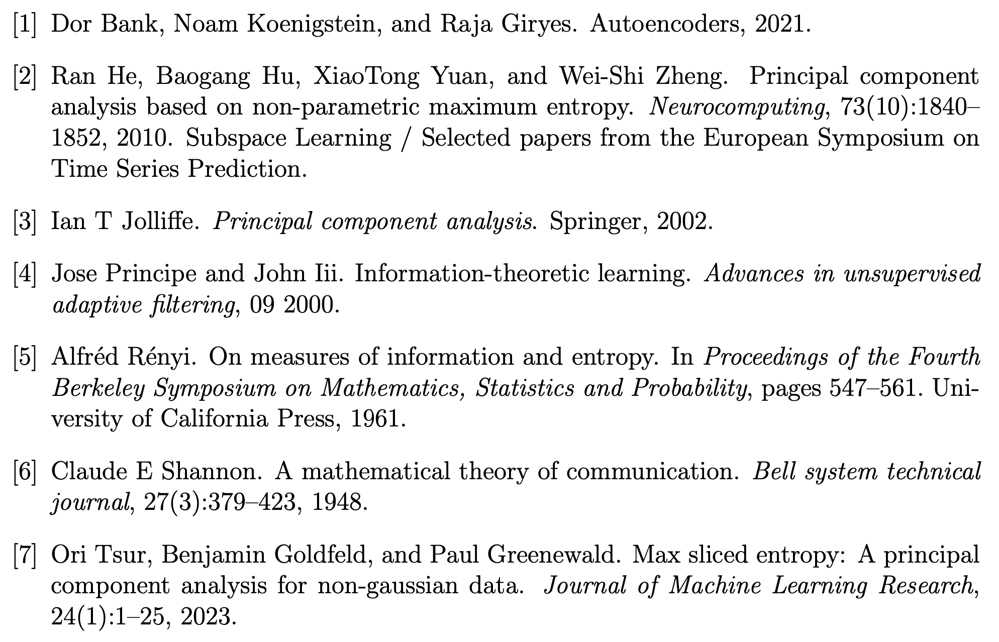 [1] Dor Bank, Noam Koenigstein, and Raja Giryes. Autoencoders, 2021.
[2] Ran He, Baogang Hu, XiaoTong Yuan, and Wei-Shi Zheng. Principal component
analysis based on non-parametric maximum entropy. Neurocomputing, 73(10):1840–
1852, 2010. Subspace Learning / Selected papers from the European Symposium on
Time Series Prediction.
[3] Ian T Jolliffe. Principal component analysis. Springer, 2002.
[4] Jose Principe and John Iii. Information-theoretic learning. Advances in unsupervised
adaptive filtering, 09 2000.
[5] Alfréd Rényi. On measures of information and entropy. In Proceedings of the Fourth
Berkeley Symposium on Mathematics, Statistics and Probability, pages 547–561. Uni-
versity of California Press, 1961.
[6] Claude E Shannon. A mathematical theory of communication. Bell system technical
journal, 27(3):379–423, 1948.
[7] Ori Tsur, Benjamin Goldfeld, and Paul Greenewald. Max sliced entropy: A principal
component analysis for non-gaussian data. Journal of Machine Learning Research,
24(1):1–25, 2023.